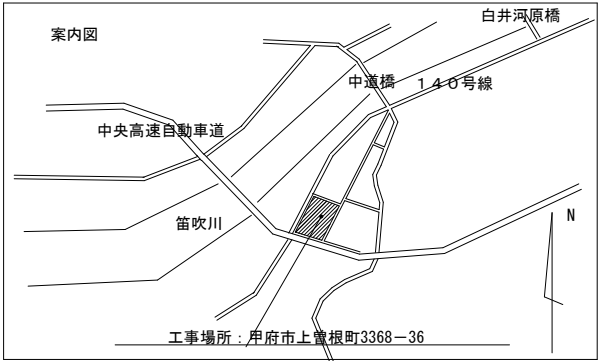 案内図
白井河原橋
中道橋
140号線
中央高速自動車道
笛吹川
N
工事場所：甲府市上曽根町3368－36